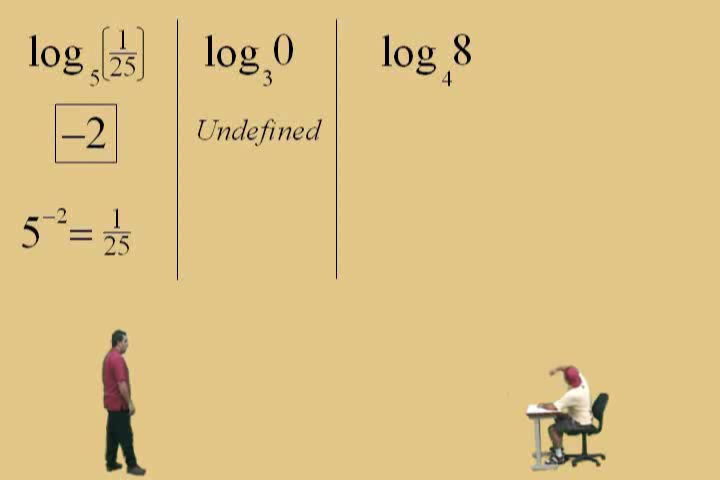 log₅(1/25)
−2
5⁻² = 1/25
log₃0
Undefined
log₄8